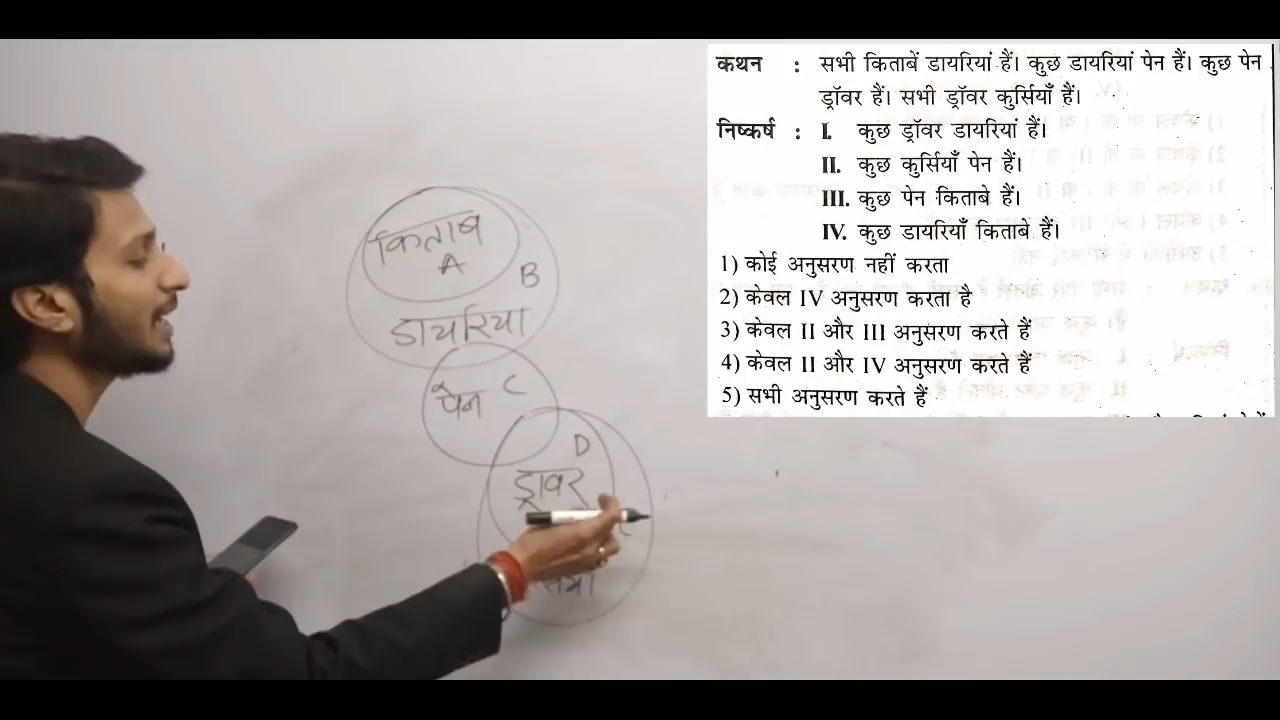 कथन : सभी किताबें डायरियां हैं। कुछ डायरियां पेन हैं। कुछ पेन
ड्रॉवर हैं। सभी ड्रॉवर कुर्सियाँ हैं।
निष्कर्ष : I. कुछ ड्रॉवर डायरियां हैं।
II. कुछ कुर्सियाँ पेन हैं।
III. कुछ पेन किताबे हैं।
IV. कुछ डायरियाँ किताबें हैं।
1) कोई अनुसरण नहीं करता
2) केवल IV अनुसरण करता है
3) केवल II और III अनुसरण करते हैं
4) केवल II और IV अनुसरण करते हैं
5) सभी अनुसरण करते हैं
किताब
A
B
डायरिया
पेन C
D
ड्रावर